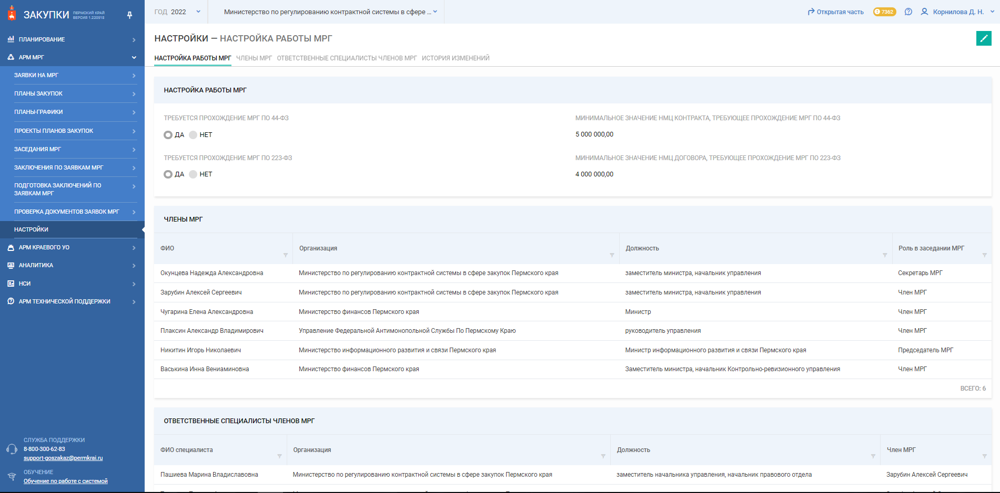 ЗАКУПКИ
ПЕРМСКИЙ КРАЙ
ВЕРСИЯ 1.220518
ПЛАНИРОВАНИЕ
АРМ МРГ
ЗАЯВКИ НА МРГ
ПЛАНЫ ЗАКУПОК
ПЛАНЫ-ГРАФИКИ
ПРОЕКТЫ ПЛАНОВ ЗАКУПОК
ЗАСЕДАНИЯ МРГ
ЗАКЛЮЧЕНИЯ ПО ЗАЯВКАМ МРГ
ПОДГОТОВКА ЗАКЛЮЧЕНИЙ ПО
ЗАЯВКАМ МРГ
ПРОВЕРКА ДОКУМЕНТОВ ЗАЯВОК МРГ
НАСТРОЙКИ
АРМ КРАЕВОГО УО
АНАЛИТИКА
НСИ
АРМ ТЕХНИЧЕСКОЙ ПОДДЕРЖКИ
СЛУЖБА ПОДДЕРЖКИ
8-800-300-62-83
support-goszakaz@permkrai.ru
ОБУЧЕНИЕ
Обучение по работе с системой
ГОД 2022 Министерство по регулированию контрактной системы в сфере ... Открытая часть 7362 Корнилова Д. Н.
НАСТРОЙКИ — НАСТРОЙКА РАБОТЫ МРГ
НАСТРОЙКА РАБОТЫ МРГ ЧЛЕНЫ МРГ ОТВЕТСТВЕННЫЕ СПЕЦИАЛИСТЫ ЧЛЕНОВ МРГ ИСТОРИЯ ИЗМЕНЕНИЙ
НАСТРОЙКА РАБОТЫ МРГ
ТРЕБУЕТСЯ ПРОХОЖДЕНИЕ МРГ ПО 44-ФЗ МИНИМАЛЬНОЕ ЗНАЧЕНИЕ НМЦ КОНТРАКТА, ТРЕБУЮЩЕЕ ПРОХОЖДЕНИЕ МРГ ПО 44-ФЗ
ДА НЕТ 5 000 000,00
ТРЕБУЕТСЯ ПРОХОЖДЕНИЕ МРГ ПО 223-ФЗ МИНИМАЛЬНОЕ ЗНАЧЕНИЕ НМЦ ДОГОВОРА, ТРЕБУЮЩЕЕ ПРОХОЖДЕНИЕ МРГ ПО 223-ФЗ
ДА НЕТ 4 000 000,00
ЧЛЕНЫ МРГ
ФИО Организация Должность Роль в заседании МРГ
Окунцева Надежда Александровна Министерство по регулированию контрактной системы в сфере закупок Пермского края заместитель министра, начальник управления Секретарь МРГ
Зарубин Алексей Сергеевич Министерство по регулированию контрактной системы в сфере закупок Пермского края заместитель министра, начальник управления Член МРГ
Чугарина Елена Александровна Министерство финансов Пермского края Министр Член МРГ
Плаксин Александр Владимирович Управление Федеральной Антимонопольной Службы По Пермскому Краю руководитель управления Член МРГ
Никитин Игорь Николаевич Министерство информационного развития и связи Пермского края Министр информационного развития и связи Пермского края Председатель МРГ
Васькина Инна Вениаминовна Министерство финансов Пермского края Заместитель министра, начальник Контрольно-ревизионного управления Член МРГ
ВСЕГО: 6
ОТВЕТСТВЕННЫЕ СПЕЦИАЛИСТЫ ЧЛЕНОВ МРГ
ФИО специалиста Организация Должность Член МРГ
Пашиева Марина Владиславовна Министерство по регулированию контрактной системы в сфере закупок Пермского края заместитель начальника управления, начальник правового отдела Зарубин Алексей Сергеевич